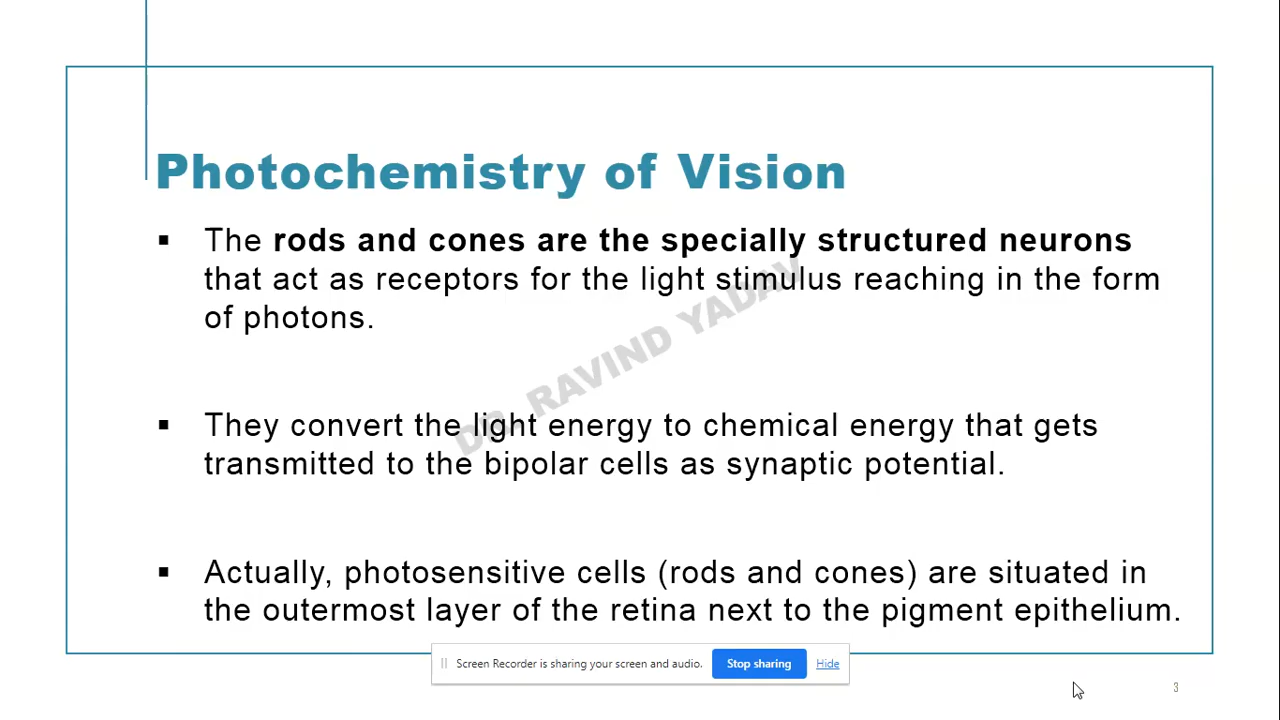 Photochemistry of Vision
▪ The rods and cones are the specially structured neurons
that act as receptors for the light stimulus reaching in the form
of photons.
▪ They convert the light energy to chemical energy that gets
transmitted to the bipolar cells as synaptic potential.
▪ Actually, photosensitive cells (rods and cones) are situated in
the outermost layer of the retina next to the pigment epithelium.
DR. RAVIND YADAV
Screen Recorder is sharing your screen and audio. Stop sharing Hide
3